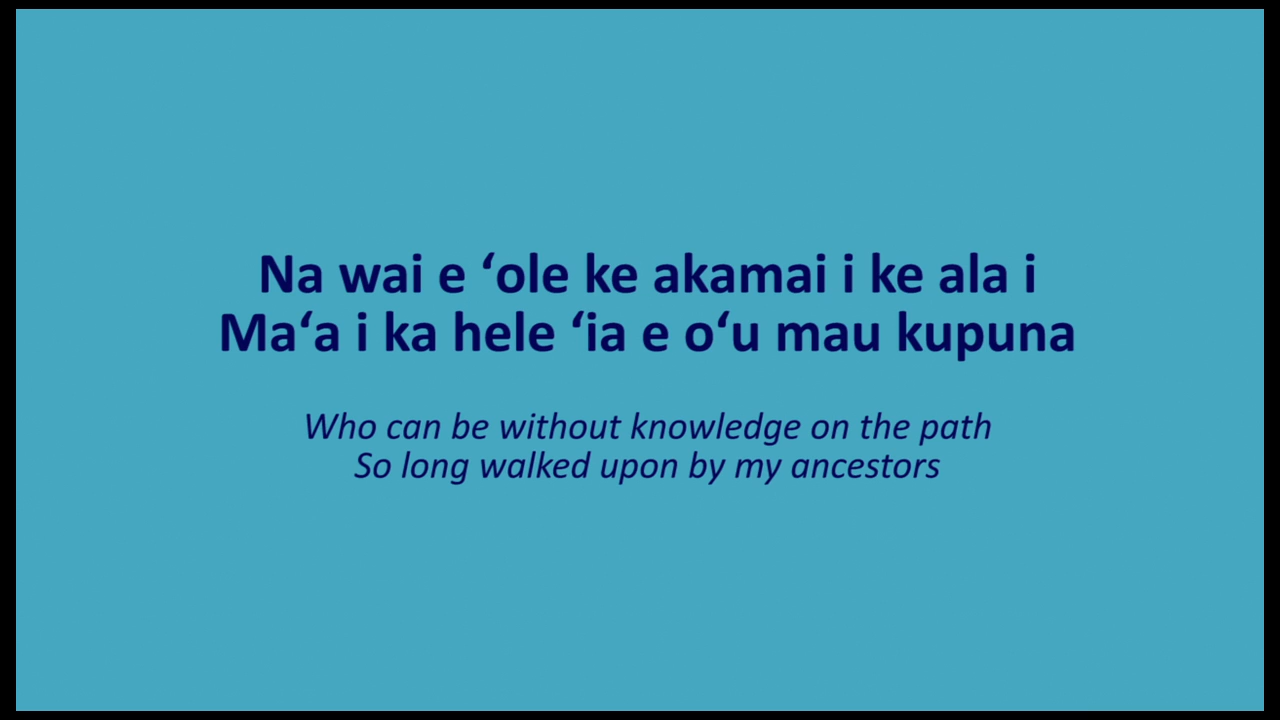 Na wai e ʻole ke akamai i ke ala i
Maʻa i ka hele ʻia e oʻu mau kupuna
Who can be without knowledge on the path
So long walked upon by my ancestors